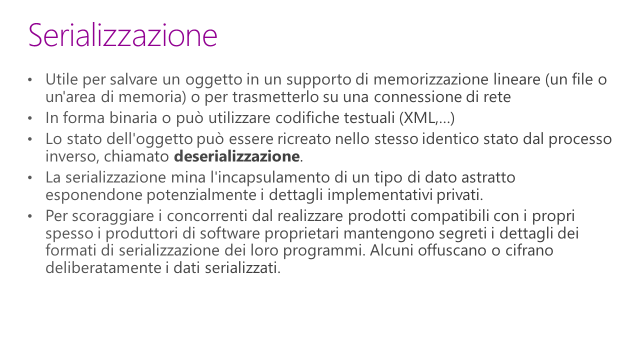 Serializzazione
• Utile per salvare un oggetto in un supporto di memorizzazione lineare (un file o
un'area di memoria) o per trasmetterlo su una connessione di rete
• In forma binaria o può utilizzare codifiche testuali (XML,…)
• Lo stato dell'oggetto può essere ricreato nello stesso identico stato dal processo
inverso, chiamato deserializzazione.
• La serializzazione mina l'incapsulamento di un tipo di dato astratto
esponendone potenzialmente i dettagli implementativi privati.
• Per scoraggiare i concorrenti dal realizzare prodotti compatibili con i propri
spesso i produttori di software proprietari mantengono segreti i dettagli dei
formati di serializzazione dei loro programmi. Alcuni offuscano o cifrano
deliberatamente i dati serializzati.